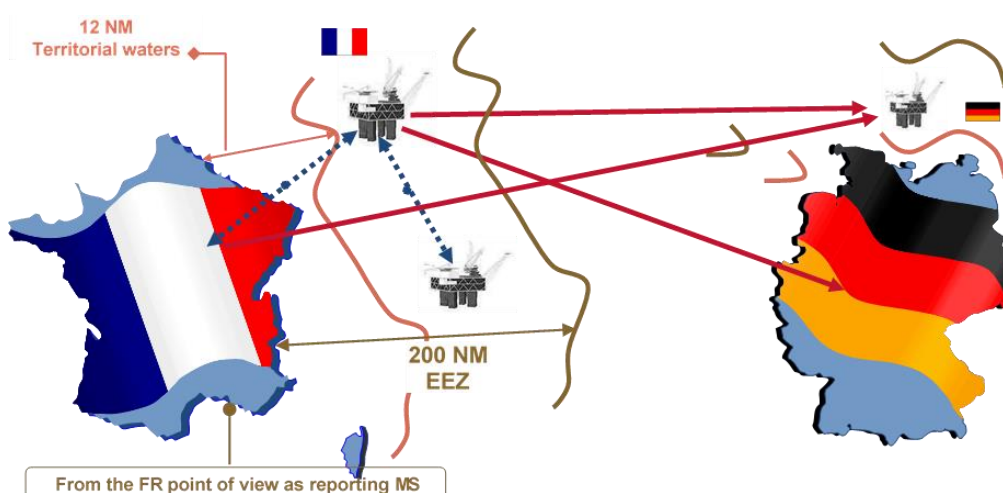 12 NM
Territorial waters
200 NM
EEZ
From the FR point of view as reporting MS